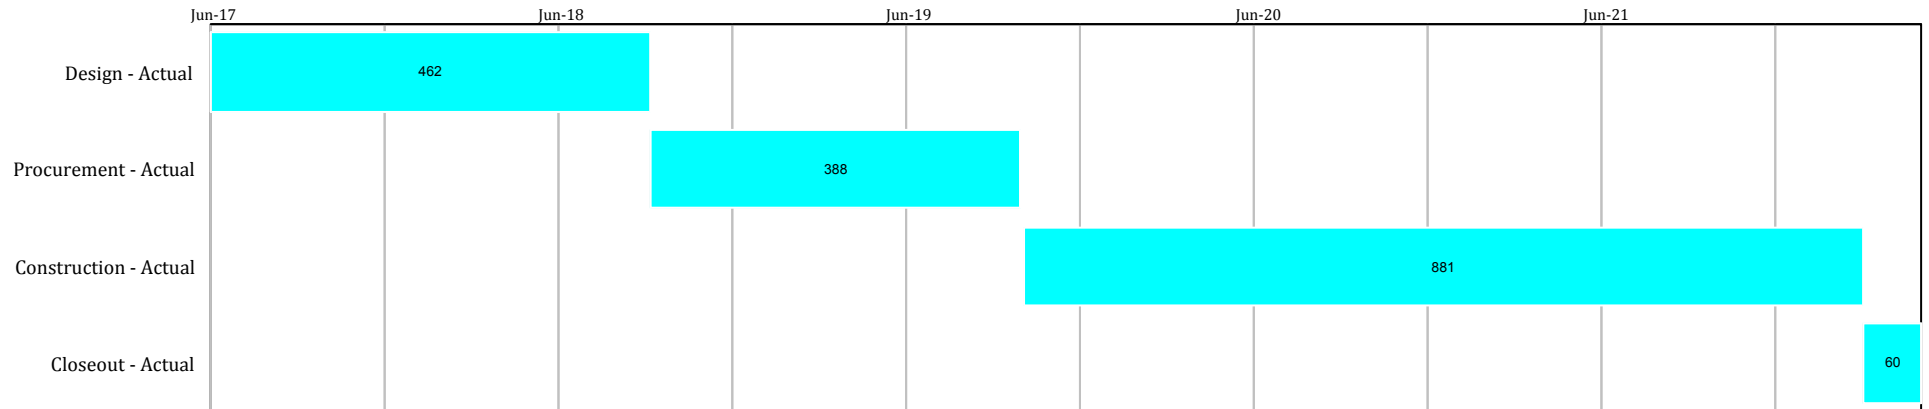 Jun-17 Jun-18 Jun-19 Jun-20 Jun-21
Design - Actual 462
Procurement - Actual 388
Construction - Actual 881
Closeout - Actual 60